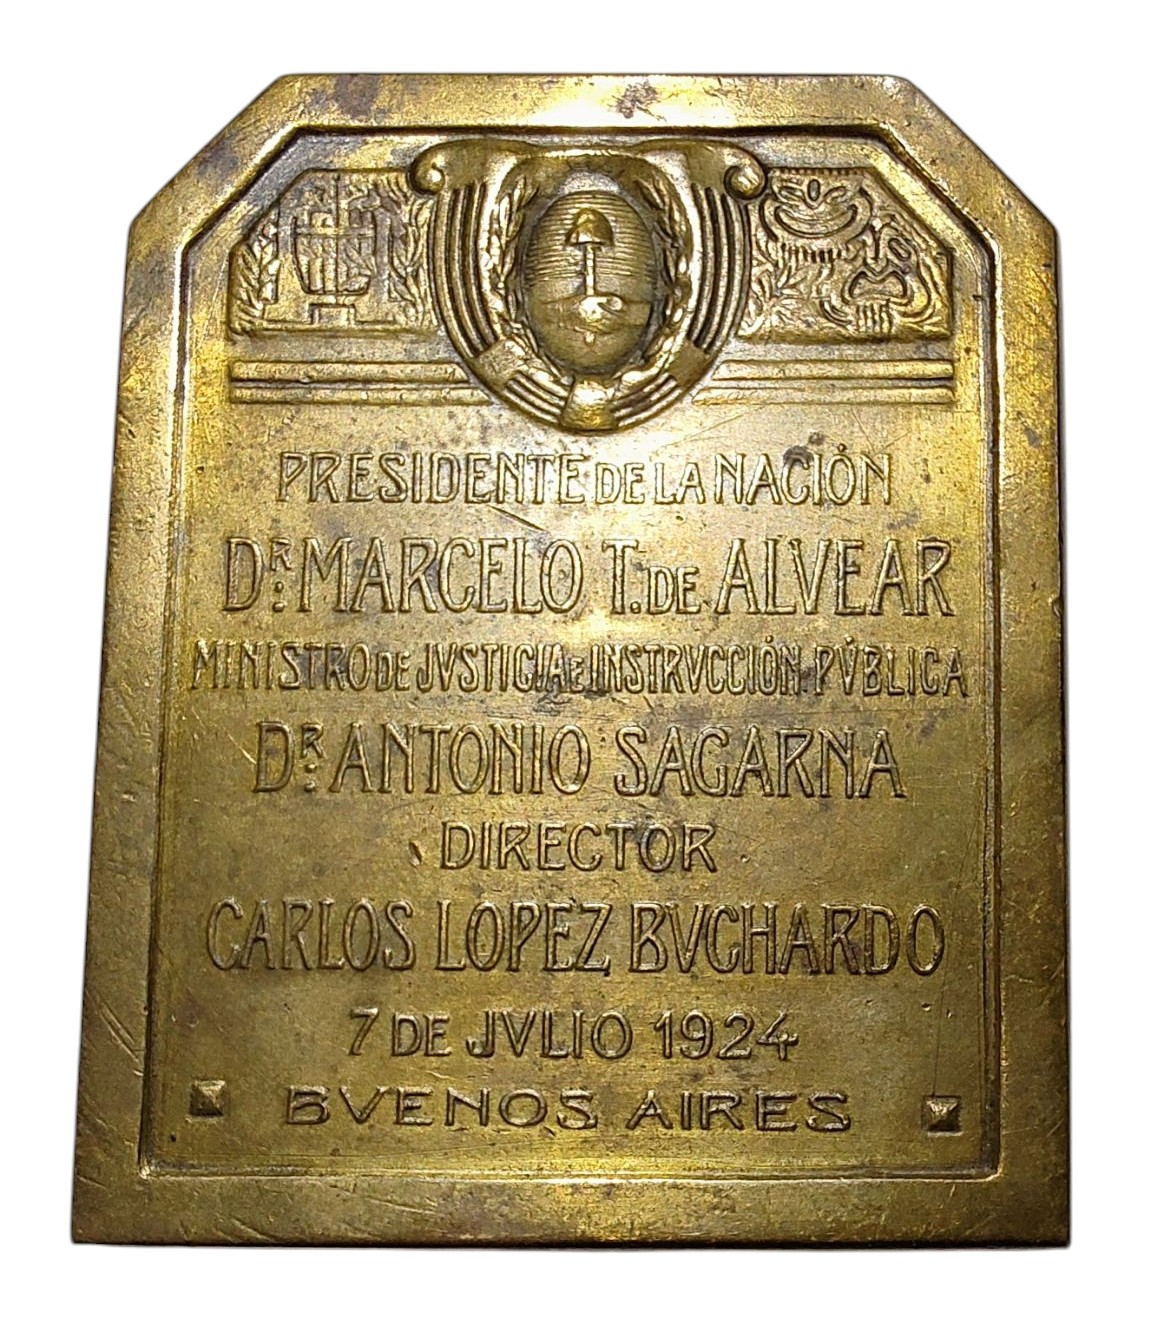 PRESIDENTE DE LA NACIÓN
DR. MARCELO T. DE ALVEAR
MINISTRO DE JVSTICIA E INSTRVCCIÓN PÚBLICA
DR. ANTONIO SAGARNA
DIRECTOR
CARLOS LOPEZ BVCHARDO
7 DE JVLIO 1924
BVENOS AIRES